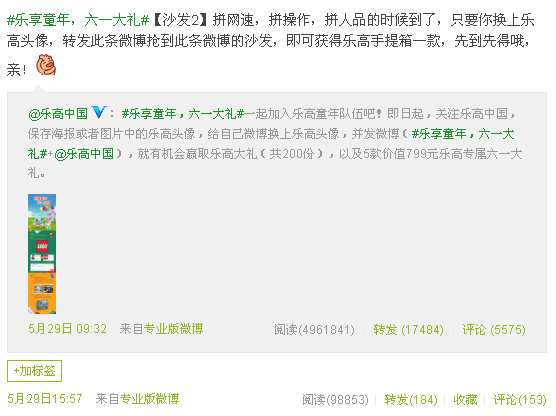 #乐享童年，六一大礼#【沙发2】拼网速，拼操作，拼人品的时候到了，只要你换上乐
高头像，转发此条微博抢到此条微博的沙发，即可获得乐高手提箱一款，先到先得哦，
亲！
@乐高中国：#乐享童年，六一大礼#一起加入乐高童年队伍吧！即日起，关注乐高中国，
保存海报或者图片中的乐高头像，给自己微博换上乐高头像，并发微博（#乐享童年，六一大
礼#+@乐高中国），就有机会赢取乐高大礼（共200份），以及5款价值799元乐高专属六一大
礼。
LEGO
5月29日 09:32 来自专业版微博 阅读(4961841) | 转发 (17484) | 评论 (5575)
+加标签
5月29日15:57 来自专业版微博 阅读(98853) | 转发(184) | 收藏 | 评论(153)